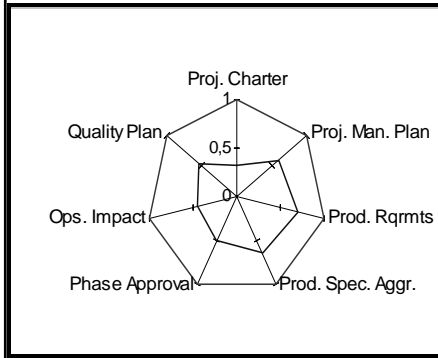 Proj. Charter
1
Quality Plan
Proj. Man. Plan
0,5
0
Ops. Impact
Prod. Rqrmts
Phase Approval
Prod. Spec. Aggr.